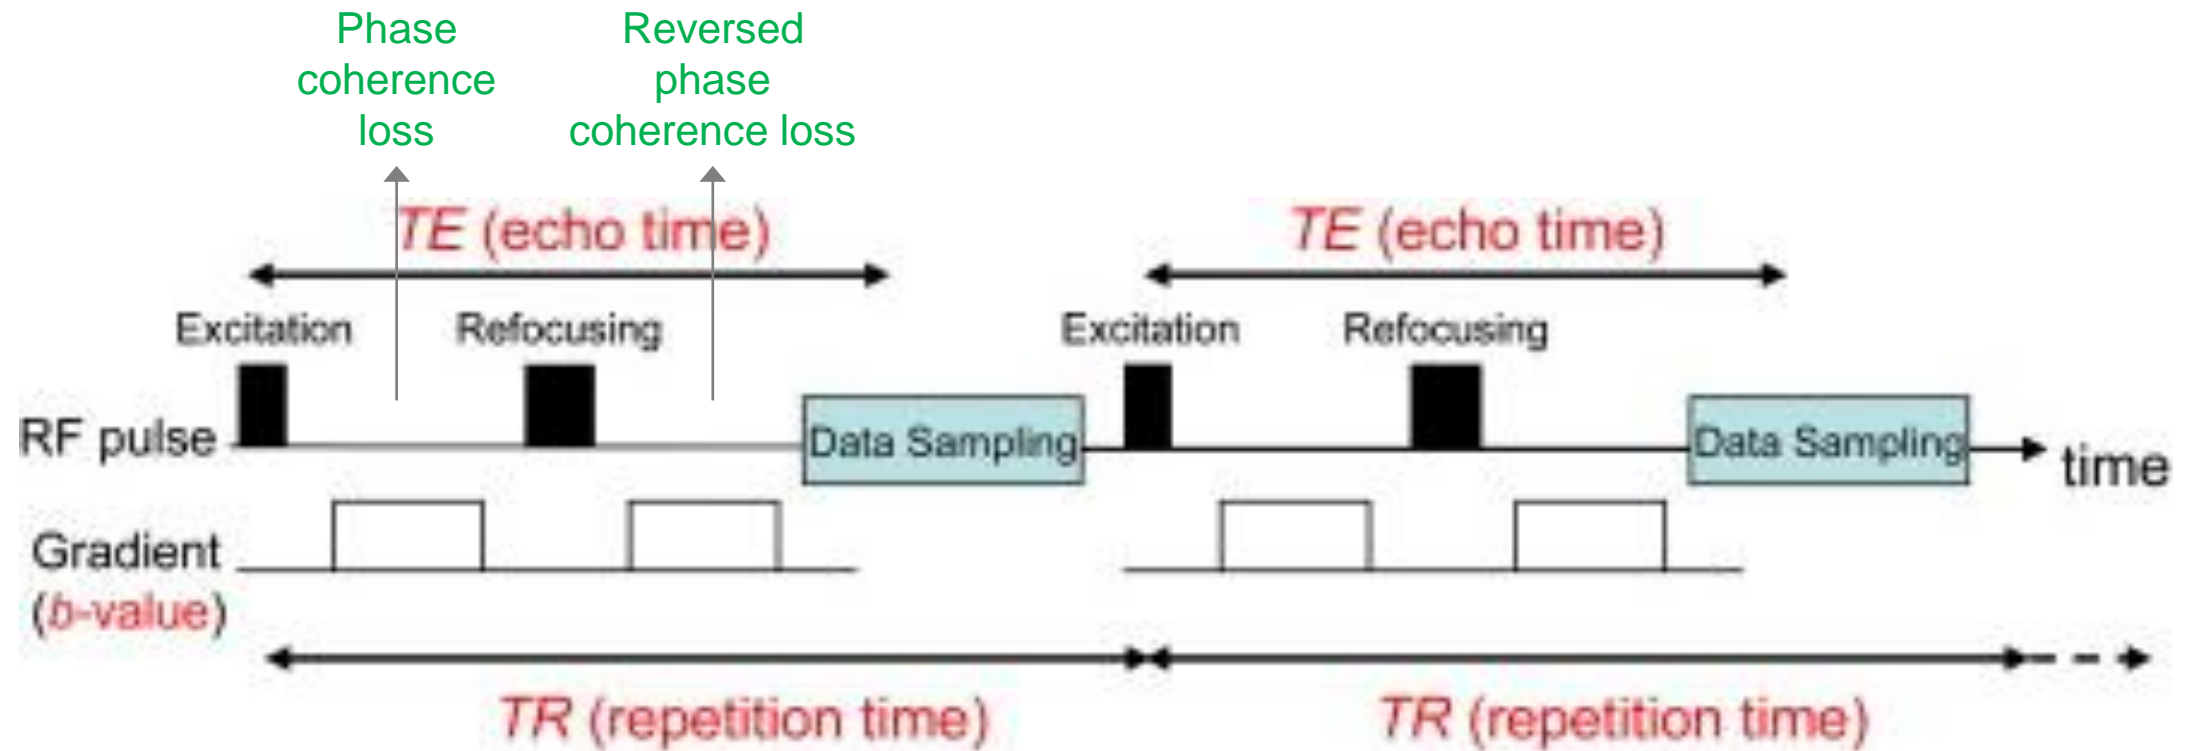 Phase
coherence
loss
Reversed
phase
coherence loss
TE (echo time)
TE (echo time)
Excitation
Refocusing
Excitation
Refocusing
RF pulse
Data Sampling
Data Sampling
time
Gradient
(b-value)
TR (repetition time)
TR (repetition time)